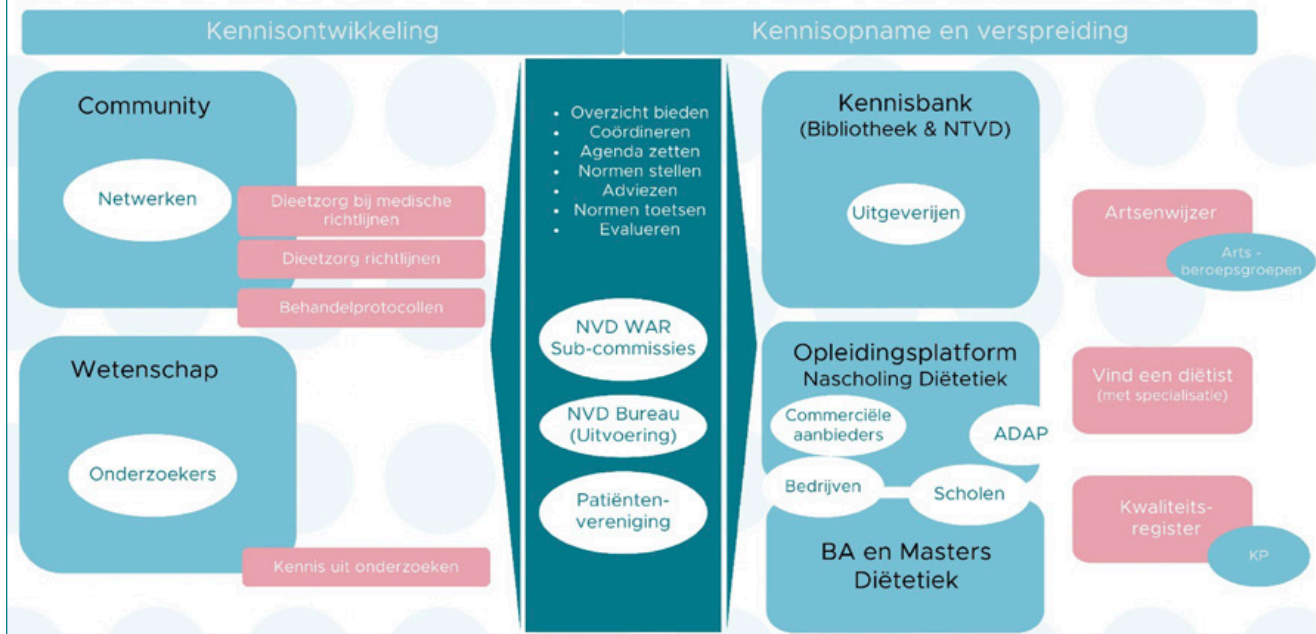 Kennisontwikkeling
Kennisopname en verspreiding
Community
Netwerken
Dieetzorg bij medische
richtlijnen
Dieetzorg richtlijnen
Behandelprotocollen
Wetenschap
Onderzoekers
Kennis uit onderzoeken
• Overzicht bieden
• Coördineren
• Agenda zetten
• Normen stellen
• Adviezen
• Normen toetsen
• Evalueren
NVD WAR
Sub-commissies
NVD Bureau
(Uitvoering)
Patiënten-
vereniging
Kennisbank
(Bibliotheek & NTVD)
Uitgeverijen
Opleidingsplatform
Nascholing Diëtetiek
Commerciële
aanbieders
ADAP
Bedrijven
Scholen
BA en Masters
Diëtetiek
Artsenwijzer
Arts -
beroepsgroepen
Vind een diëtist
(met specialisatie)
Kwaliteits-
register
KP